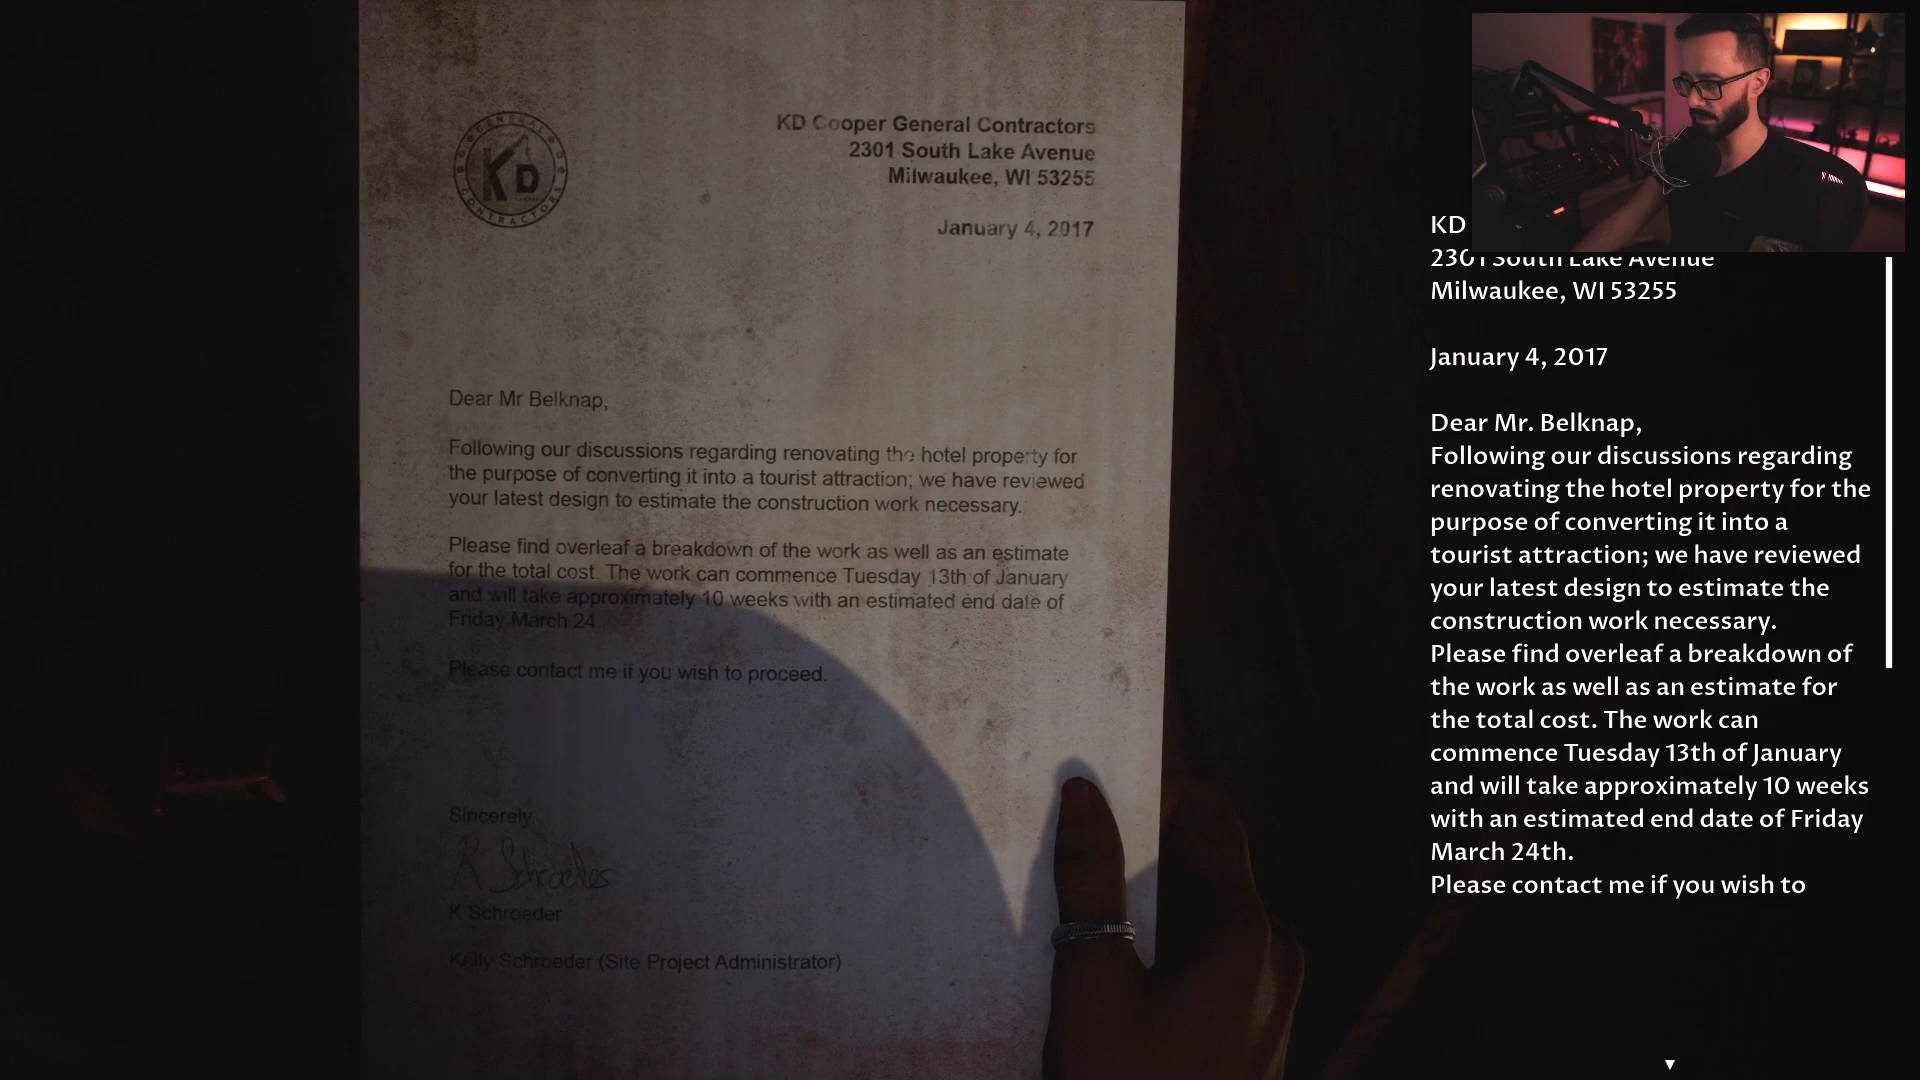 GENERAL
KD
CONTRACTORS
KD Cooper General Contractors
2301 South Lake Avenue
Milwaukee, WI 53255
January 4, 2017
Dear Mr Belknap,
Following our discussions regarding renovating the hotel property for
the purpose of converting it into a tourist attraction; we have reviewed
your latest design to estimate the construction work necessary.
Please find overleaf a breakdown of the work as well as an estimate
for the total cost. The work can commence Tuesday 13th of January
and will take approximately 10 weeks with an estimated end date of
Friday March 24.
Please contact me if you wish to proceed.
Sincerely,
K Schroeder
K Schroeder
Kelly Schroeder (Site Project Administrator)
KD
2301 South Lake Avenue
Milwaukee, WI 53255
January 4, 2017
Dear Mr. Belknap,
Following our discussions regarding
renovating the hotel property for the
purpose of converting it into a
tourist attraction; we have reviewed
your latest design to estimate the
construction work necessary.
Please find overleaf a breakdown of
the work as well as an estimate for
the total cost. The work can
commence Tuesday 13th of January
and will take approximately 10 weeks
with an estimated end date of Friday
March 24th.
Please contact me if you wish to